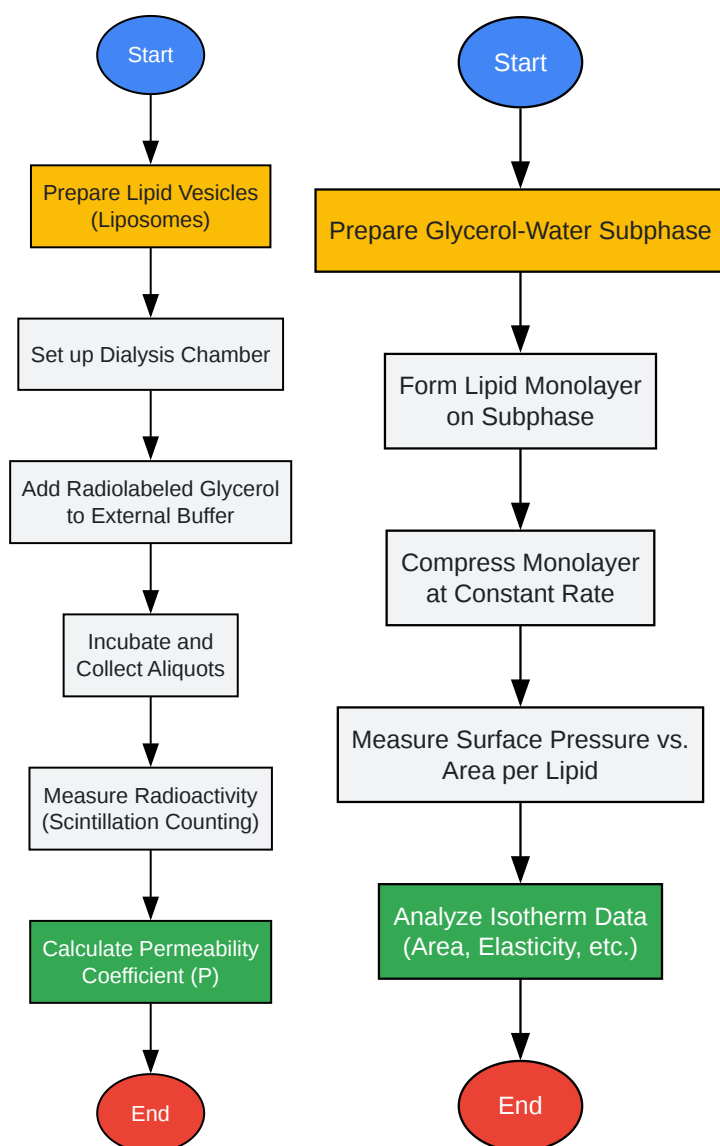 Start
Prepare Lipid Vesicles
(Liposomes)
Set up Dialysis Chamber
Add Radiolabeled Glycerol
to External Buffer
Incubate and
Collect Aliquots
Measure Radioactivity
(Scintillation Counting)
Calculate Permeability
Coefficient (P)
End
Start
Prepare Glycerol-Water Subphase
Form Lipid Monolayer
on Subphase
Compress Monolayer
at Constant Rate
Measure Surface Pressure vs.
Area per Lipid
Analyze Isotherm Data
(Area, Elasticity, etc.)
End